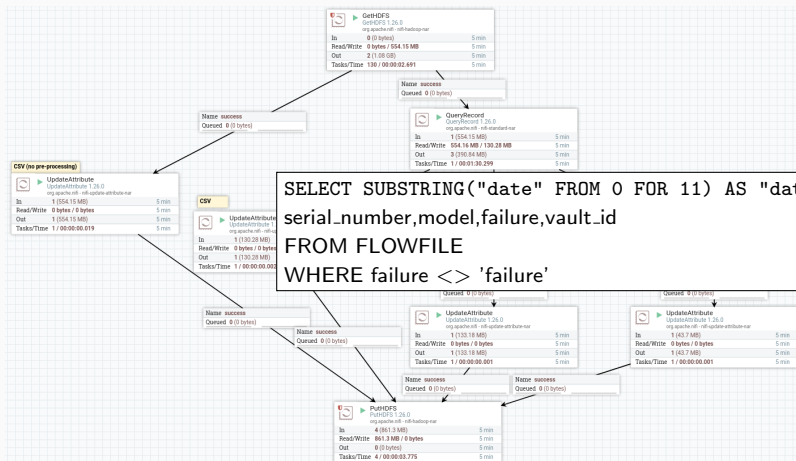 GetHDFS
GetHDFS 1.26.0
org.apache.nifi - nifi-hadoop-nar
In 0 (0 bytes) 5 min
Read/Write 0 bytes / 554.15 MB 5 min
Out 2 (1.08 GB) 5 min
Tasks/Time 130 / 00:00:02.691 5 min
Name success
Queued 0 (0 bytes)
Name success
Queued 0 (0 bytes)
QueryRecord
QueryRecord 1.26.0
org.apache.nifi - nifi-standard-nar
In 1 (554.15 MB) 5 min
Read/Write 554.16 MB / 130.28 MB 5 min
Out 3 (390.84 MB) 5 min
Tasks/Time 1 / 00:01:30.299 5 min
CSV (no pre-processing)
UpdateAttribute
UpdateAttribute 1.26.0
org.apache.nifi - nifi-update-attribute-nar
In 1 (554.15 MB) 5 min
Read/Write 0 bytes / 0 bytes 5 min
Out 1 (554.15 MB) 5 min
Tasks/Time 1 / 00:00:00.019 5 min
CSV
UpdateAttribute
UpdateAttribute
In 1 (130.28 MB)
Read/Write 0 bytes / 0 bytes
Out 1 (130.28 MB)
Tasks/Time 1 / 00:00:00.002
SELECT SUBSTRING("date" FROM 0 FOR 11) AS "dat
serial_number,model,failure,vault_id
FROM FLOWFILE
WHERE failure <> 'failure'
Queued 0 (0 bytes)
Queued 0 (0 bytes)
Name success
Queued 0 (0 bytes)
Name success
Queued 0 (0 bytes)
UpdateAttribute
UpdateAttribute 1.26.0
org.apache.nifi - nifi-update-attribute-nar
In 1 (133.18 MB) 5 min
Read/Write 0 bytes / 0 bytes 5 min
Out 1 (133.18 MB) 5 min
Tasks/Time 1 / 00:00:00.001 5 min
UpdateAttribute
UpdateAttribute 1.26.0
org.apache.nifi - nifi-update-attribute-nar
In 1 (43.7 MB) 5 min
Read/Write 0 bytes / 0 bytes 5 min
Out 1 (43.7 MB) 5 min
Tasks/Time 1 / 00:00:00.001 5 min
Name success
Queued 0 (0 bytes)
Name success
Queued 0 (0 bytes)
PutHDFS
PutHDFS 1.26.0
org.apache.nifi - nifi-hadoop-nar
In 4 (861.3 MB) 5 min
Read/Write 861.3 MB / 0 bytes 5 min
Out 0 (0 bytes) 5 min
Tasks/Time 4 / 00:00:03.775 5 min